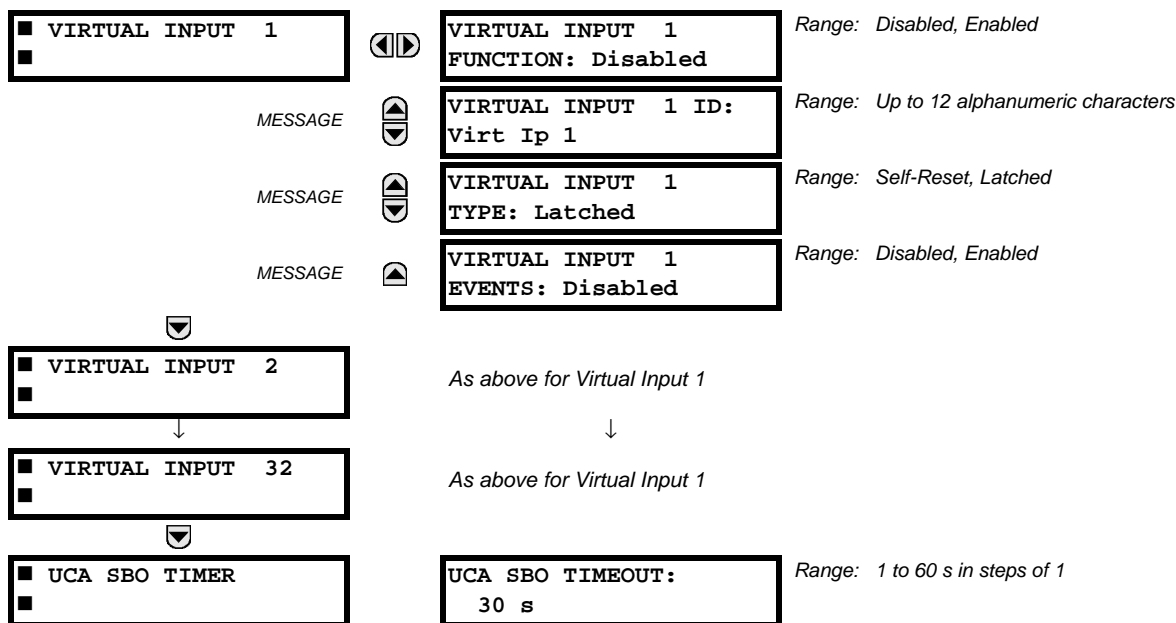 ■ VIRTUAL INPUT 1
■
VIRTUAL INPUT 1
FUNCTION: Disabled
Range: Disabled, Enabled
MESSAGE
VIRTUAL INPUT 1 ID:
Virt Ip 1
Range: Up to 12 alphanumeric characters
MESSAGE
VIRTUAL INPUT 1
TYPE: Latched
Range: Self-Reset, Latched
MESSAGE
VIRTUAL INPUT 1
EVENTS: Disabled
Range: Disabled, Enabled
■ VIRTUAL INPUT 2
■
As above for Virtual Input 1
↓
↓
■ VIRTUAL INPUT 32
■
As above for Virtual Input 1
■ UCA SBO TIMER
■
UCA SBO TIMEOUT:
30 s
Range: 1 to 60 s in steps of 1